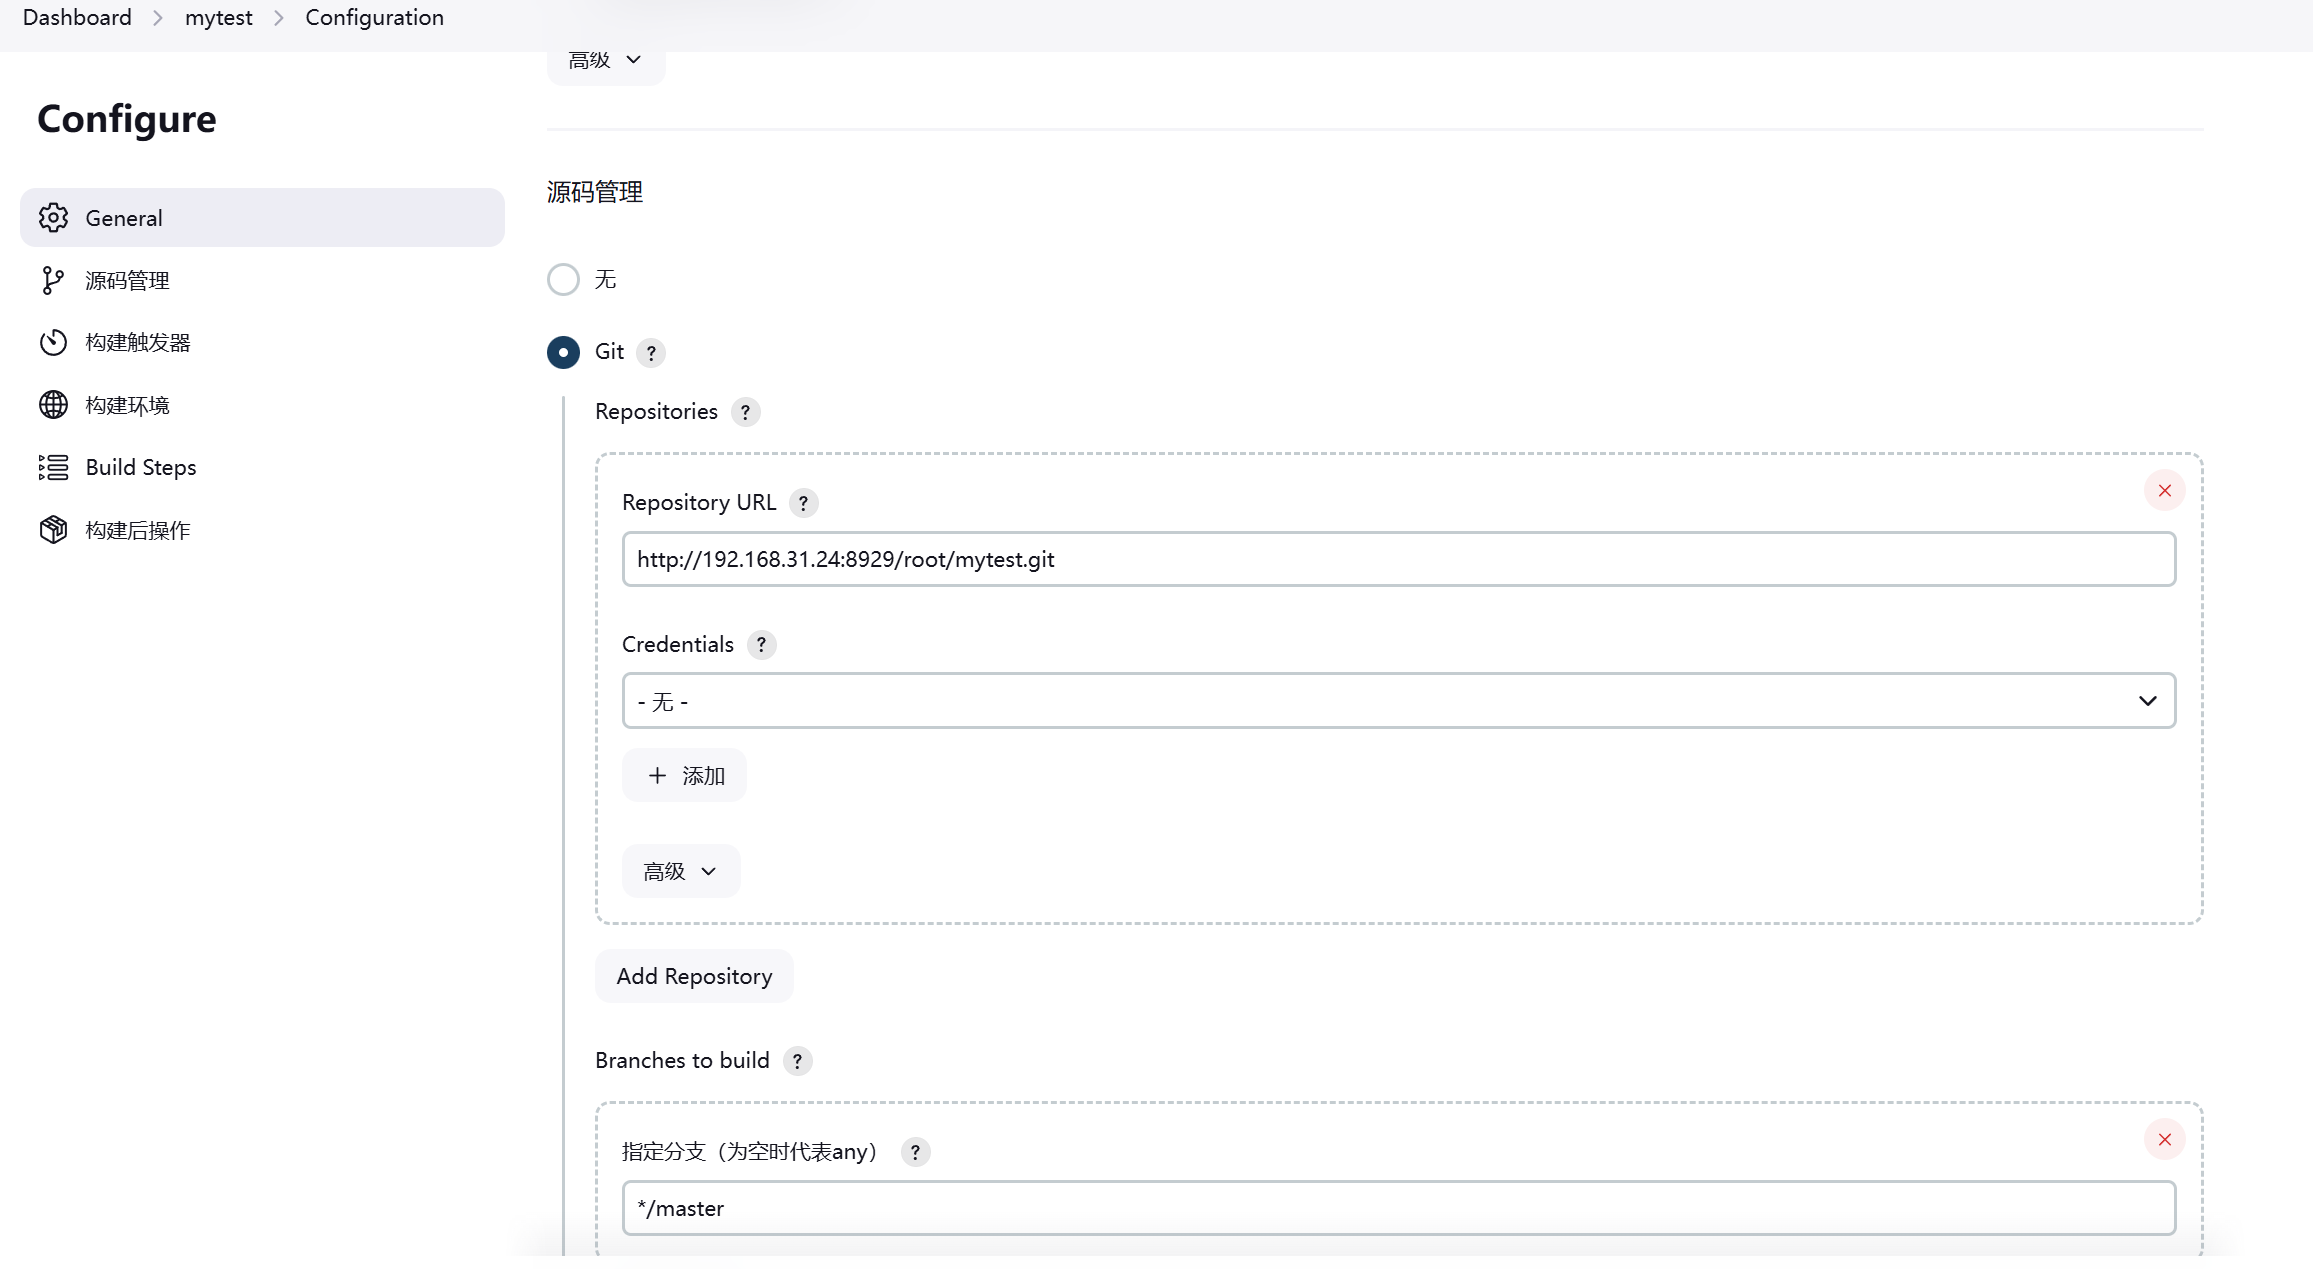 Dashboard > mytest > Configuration
高级
Configure
General
源码管理
构建触发器
构建环境
Build Steps
构建后操作
源码管理
无
Git ?
Repositories ?
Repository URL ?
http://192.168.31.24:8929/root/mytest.git
Credentials ?
- 无 -
+ 添加
高级
Add Repository
Branches to build ?
指定分支（为空时代表any） ?
*/master